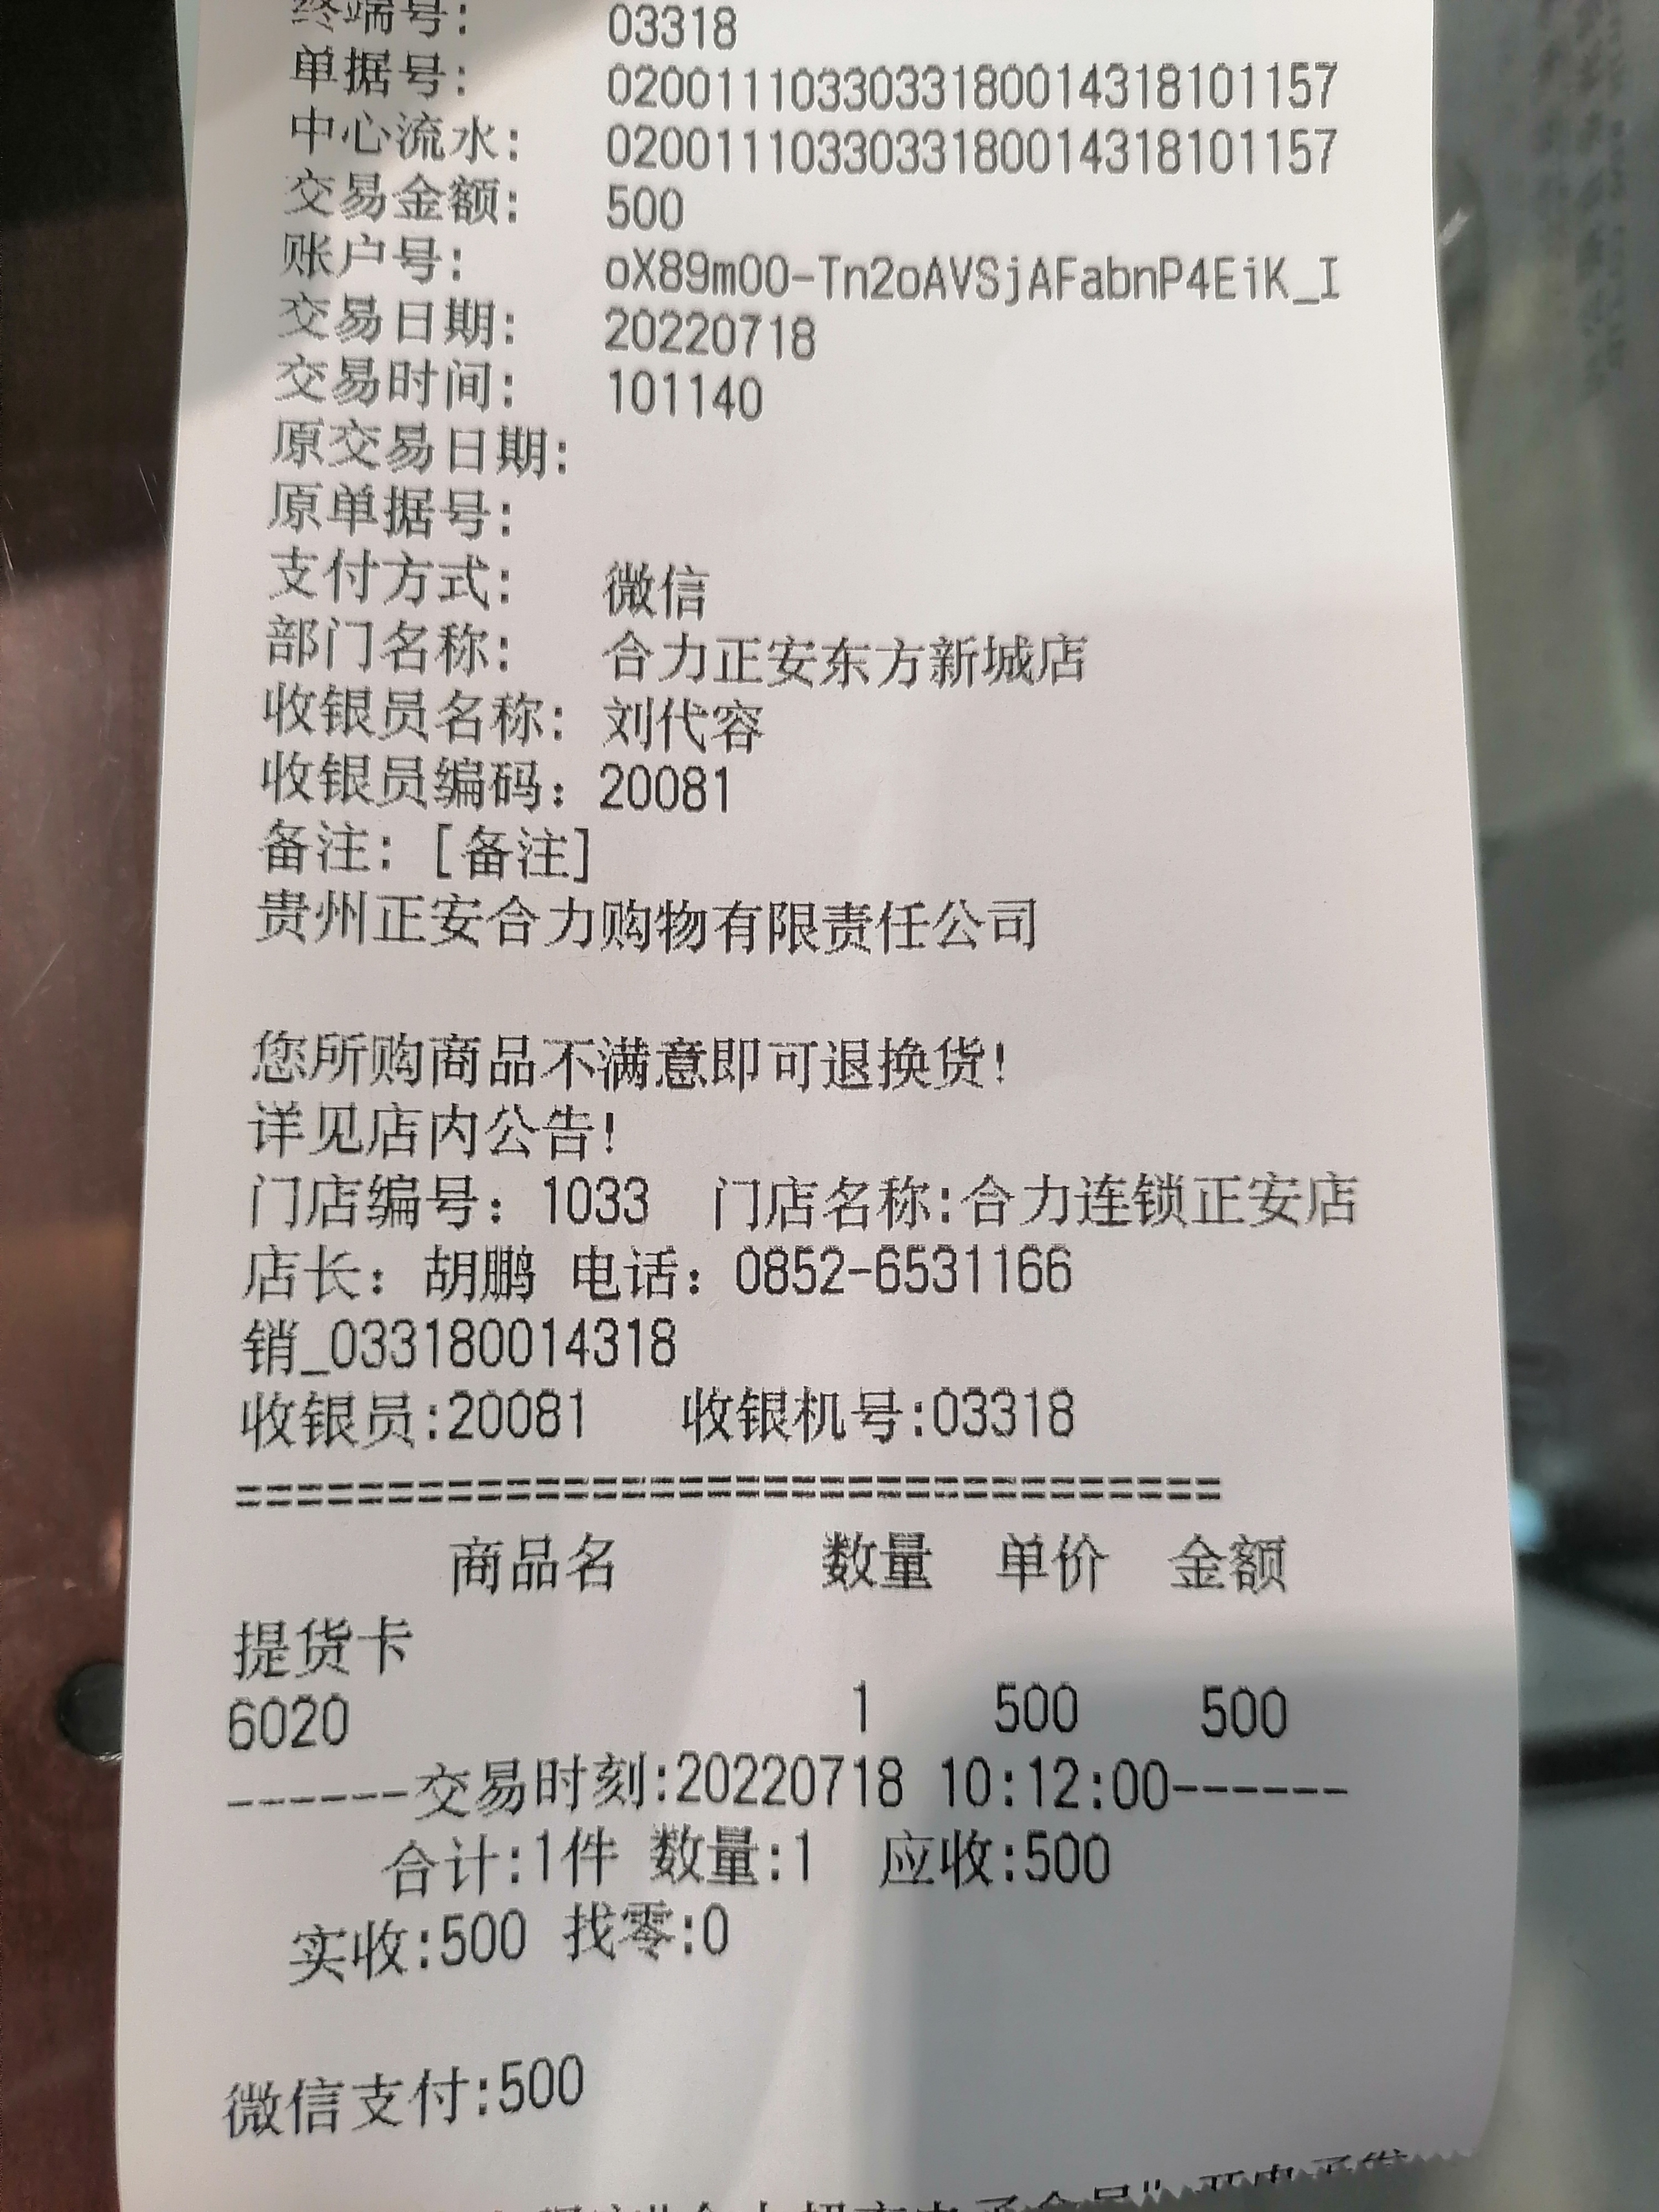 终端号: 03318
单据号: 0200111033033180014318101157
中心流水: 0200111033033180014318101157
交易金额: 500
账户号: oX89m00-Tn2oAVSjAFabnP4EiK_I
交易日期: 20220718
交易时间: 101140
原交易日期:
原单据号:
支付方式: 微信
部门名称: 合力正安东方新城店
收银员名称: 刘代容
收银员编码: 20081
备注: [备注]
贵州正安合力购物有限责任公司
您所购商品不满意即可退换货!
详见店内公告!
门店编号: 1033 门店名称:合力连锁正安店
店长: 胡鹏 电话: 0852-6531166
销_033180014318
收银员:20081 收银机号:03318
==================================
商品名 数量 单价 金额
提货卡
6020 1 500 500
------交易时刻:20220718 10:12:00------
合计:1件 数量:1 应收:500
实收:500 找零:0
微信支付:500